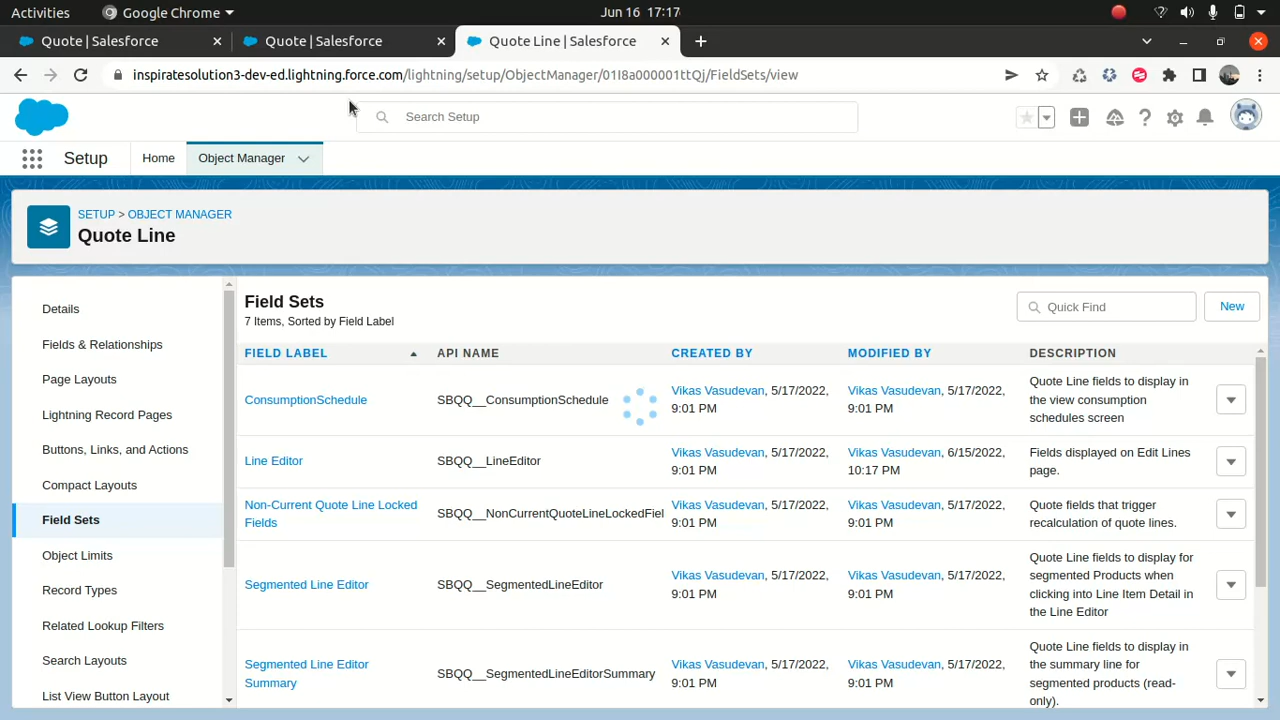 Activities
Google Chrome
Jun 16 17:17
Quote | Salesforce
Quote | Salesforce
Quote Line | Salesforce
inspiratesolution3-dev-ed.lightning.force.com/lightning/setup/ObjectManager/01I8a000001ttQj/FieldSets/view
Search Setup
Setup
Home
Object Manager
SETUP > OBJECT MANAGER
Quote Line
Details
Fields & Relationships
Page Layouts
Lightning Record Pages
Buttons, Links, and Actions
Compact Layouts
Field Sets
Object Limits
Record Types
Related Lookup Filters
Search Layouts
List View Button Layout
Field Sets
7 Items, Sorted by Field Label
Quick Find
New
FIELD LABEL API NAME CREATED BY MODIFIED BY DESCRIPTION
ConsumptionSchedule
SBQQ__ConsumptionSchedule
Vikas Vasudevan, 5/17/2022,
9:01 PM
Vikas Vasudevan, 5/17/2022,
9:01 PM
Quote Line fields to display in
the view consumption
schedules screen
Line Editor
SBQQ__LineEditor
Vikas Vasudevan, 5/17/2022,
9:01 PM
Vikas Vasudevan, 6/15/2022,
10:17 PM
Fields displayed on Edit Lines
page.
Non-Current Quote Line Locked
Fields
SBQQ__NonCurrentQuoteLineLockedFiel
Vikas Vasudevan, 5/17/2022,
9:01 PM
Vikas Vasudevan, 5/17/2022,
9:01 PM
Quote fields that trigger
recalculation of quote lines.
Segmented Line Editor
SBQQ__SegmentedLineEditor
Vikas Vasudevan, 5/17/2022,
9:01 PM
Vikas Vasudevan, 5/17/2022,
9:01 PM
Quote Line fields to display for
segmented Products when
clicking into Line Item Detail in
the Line Editor
Segmented Line Editor
Summary
SBQQ__SegmentedLineEditorSummary
Vikas Vasudevan, 5/17/2022,
9:01 PM
Vikas Vasudevan, 5/17/2022,
9:01 PM
Quote Line fields to display in
the summary line for
segmented products (read-
only).